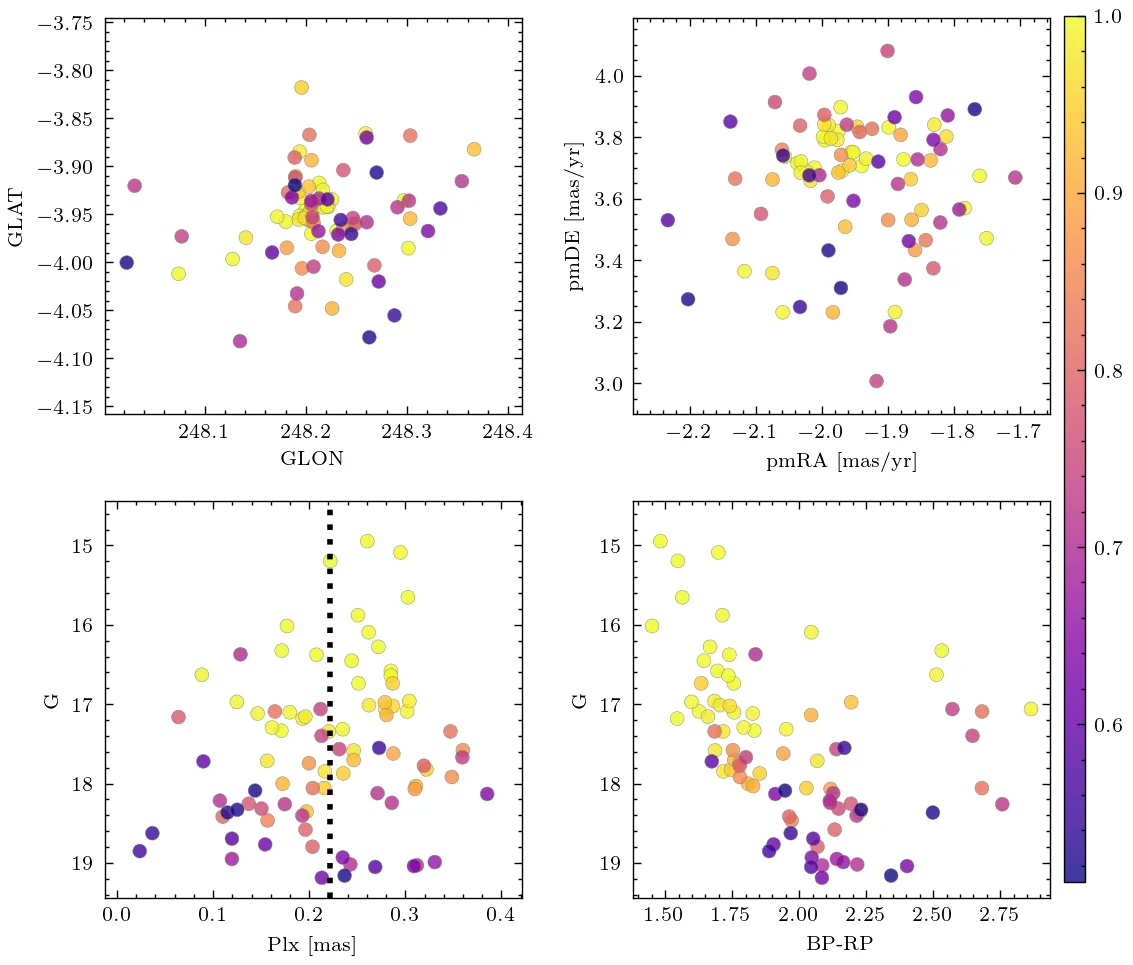 −3.75
−3.80
−3.85
−3.90
−3.95
−4.00
−4.05
−4.10
−4.15
GLAT
248.1 248.2 248.3 248.4
GLON
4.0
3.8
3.6
3.4
3.2
3.0
pmDE [mas/yr]
−2.2 −2.1 −2.0 −1.9 −1.8 −1.7
pmRA [mas/yr]
15
16
17
18
19
G
0.0 0.1 0.2 0.3 0.4
Plx [mas]
15
16
17
18
19
G
1.50 1.75 2.00 2.25 2.50 2.75
BP-RP
1.0
0.9
0.8
0.7
0.6